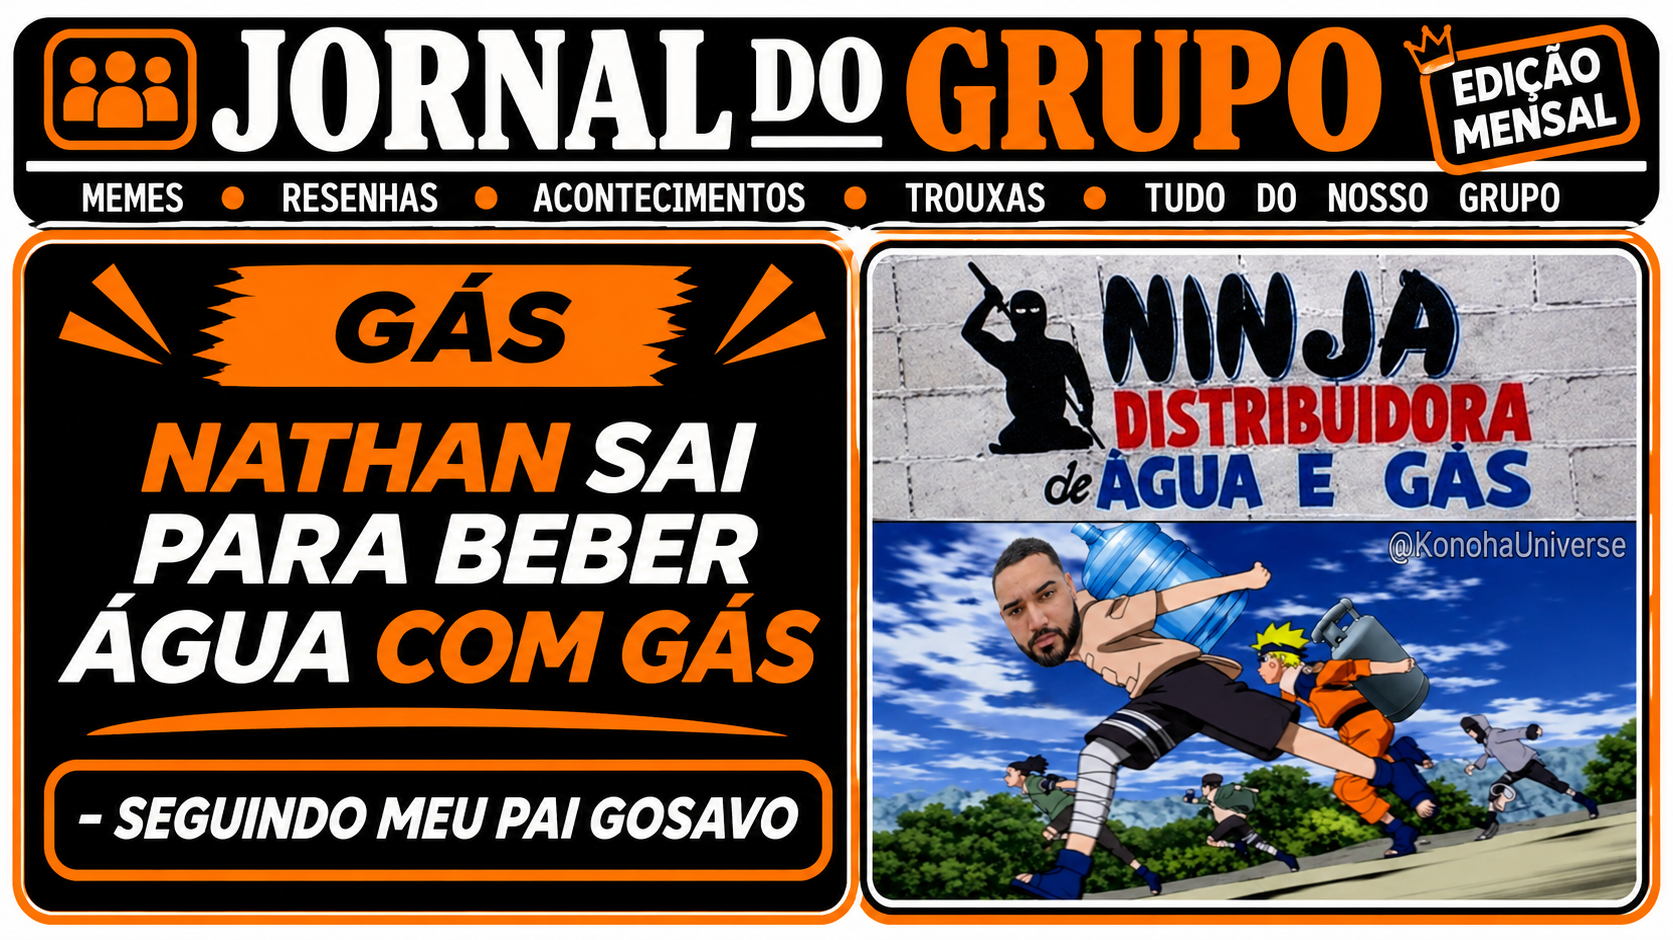 JORNAL DO GRUPO
EDIÇÃO
MENSAL
MEMES • RESENHAS • ACONTECIMENTOS • TROUXAS • TUDO DO NOSSO GRUPO
GÁS
NATHAN SAI
PARA BEBER
ÁGUA COM GÁS
- SEGUINDO MEU PAI GOSAVO
NINJA
DISTRIBUIDORA
de ÁGUA E GÁS
@KonohaUniverse